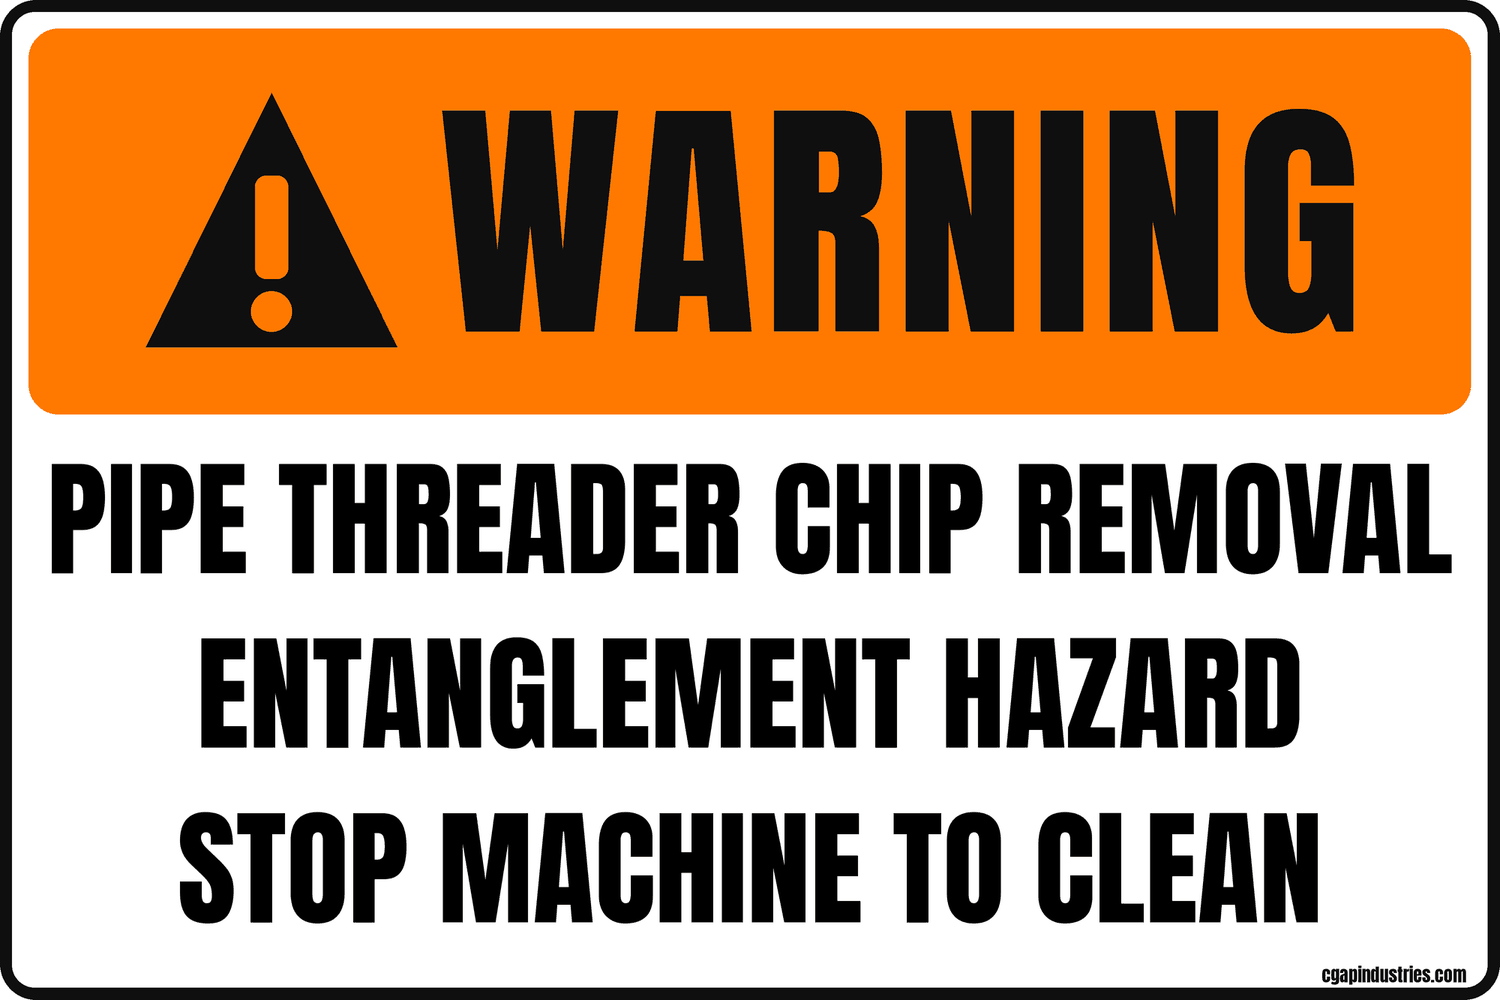 WARNING
PIPE THREADER CHIP REMOVAL
ENTANGLEMENT HAZARD
STOP MACHINE TO CLEAN
cgapindustries.com